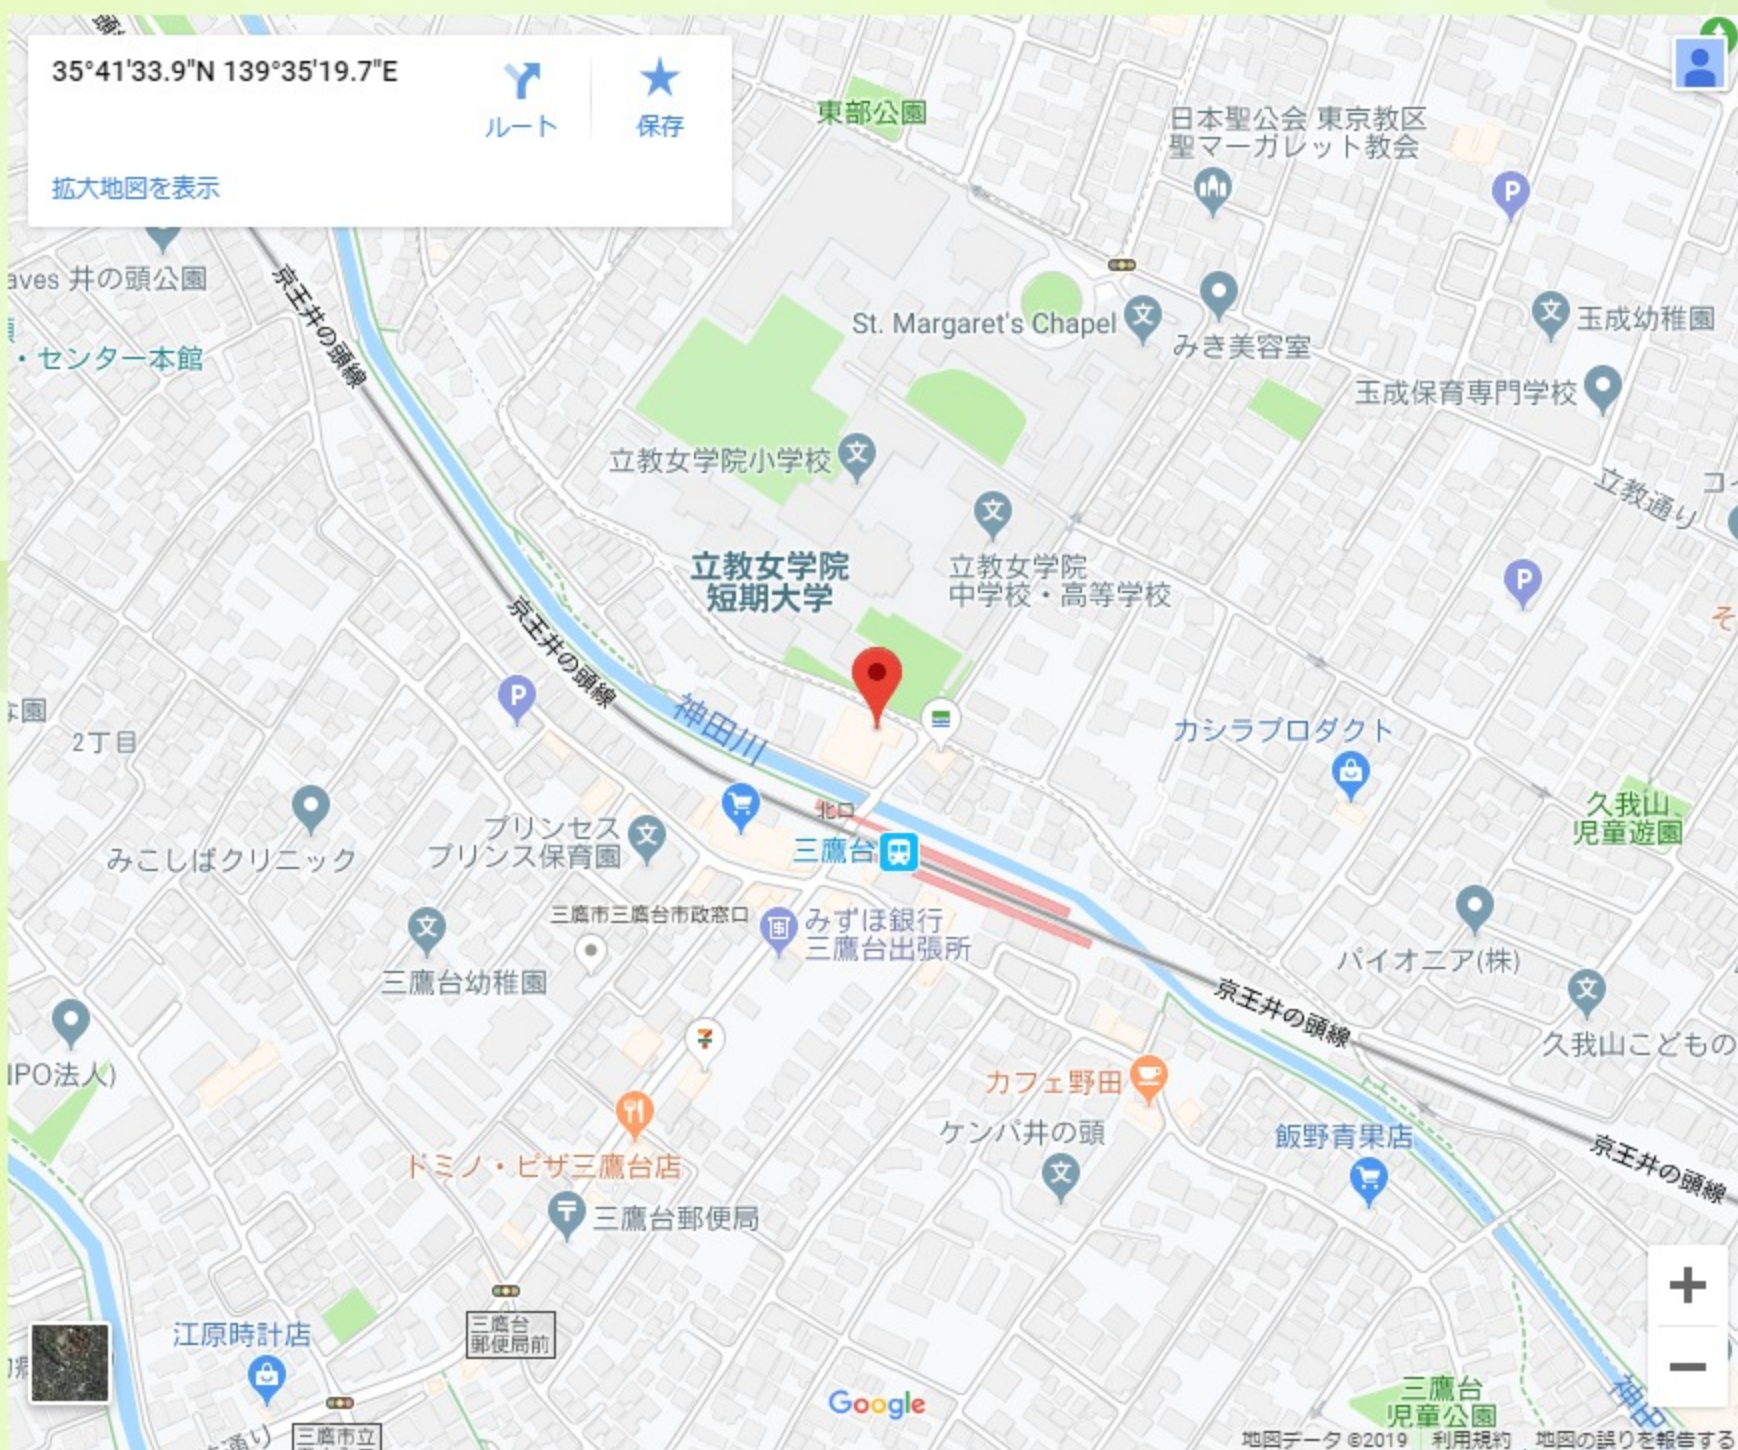 35°41'33.9"N 139°35'19.7"E
ルート
保存
拡大地図を表示
東部公園
日本聖公会 東京教区
聖マーガレット教会
P
aves 井の頭公園
京王井の頭線
・センター本館
St. Margaret's Chapel
文
みき美容室
文
玉成幼稚園
玉成保育専門学校
立教女学院小学校
文
立教通り
文
立教女学院
短期大学
立教女学院
中学校・高等学校
P
京王井の頭線
P
神田川
2丁目
カシラプロダクト
北口
三鷹台
久我山
児童遊園
みこしばクリニック
プリンセス
プリンス保育園
文
三鷹市三鷹台市政窓口
みずほ銀行
三鷹台出張所
文
三鷹台幼稚園
パイオニア(株)
京王井の頭線
文
久我山こどもの
IPO法人)
7
カフェ野田
ケンパ井の頭
文
飯野青果店
京王井の頭線
ドミノ・ピザ三鷹台店
〒
三鷹台郵便局
三鷹台
郵便局前
江原時計店
三鷹台
児童公園
神田
Google
通り
三鷹市立
地図データ ©2019 利用規約 地図の誤りを報告する